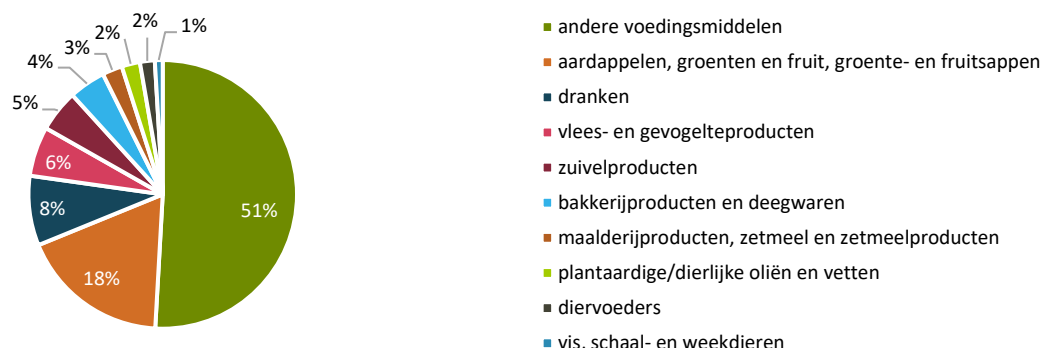 2%
1%
2%
3%
4%
5%
6%
8%
18%
51%
andere voedingsmiddelen
aardappelen, groenten en fruit, groente- en fruitsappen
dranken
vlees- en gevogelteproducten
zuivelproducten
bakkerijproducten en deegwaren
maalderijproducten, zetmeel en zetmeelproducten
plantaardige/dierlijke oliën en vetten
diervoeders
vis, schaal- en weekdieren